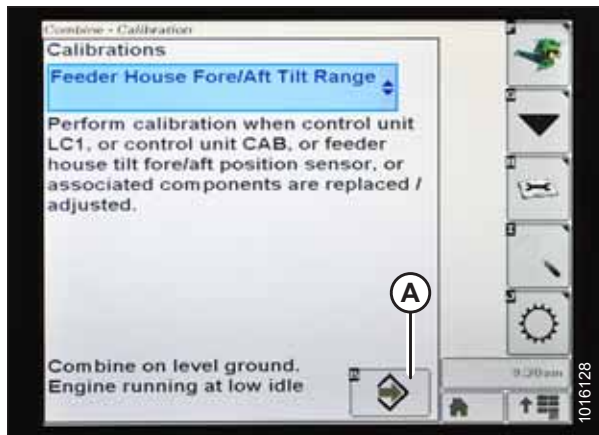 Combine - Calibration
Calibrations
Feeder House Fore/Aft Tilt Range
Perform calibration when control unit
LC1, or control unit CAB, or feeder
house tilt fore/aft position sensor, or
associated components are replaced /
adjusted.
A
Combine on level ground.
Engine running at low idle
9:20am
1016128